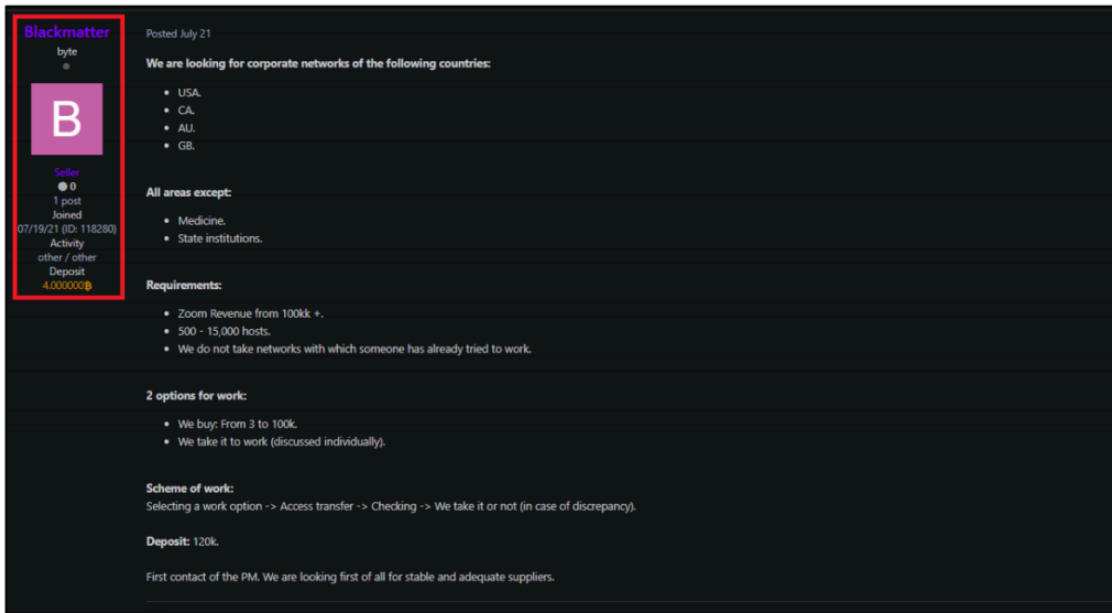 Blackmatter
byte
B
Seller
0
1 post
Joined
07/19/21 (ID: 118280)
Activity
other / other
Deposit
4.000000฿
Posted July 21
We are looking for corporate networks of the following countries:
• USA.
• CA.
• AU.
• GB.
All areas except:
• Medicine.
• State institutions.
Requirements:
• Zoom Revenue from 100kk +.
• 500 - 15,000 hosts.
• We do not take networks with which someone has already tried to work.
2 options for work:
• We buy: From 3 to 100k.
• We take it to work (discussed individually).
Scheme of work:
Selecting a work option -> Access transfer -> Checking -> We take it or not (in case of discrepancy).
Deposit: 120k.
First contact of the PM. We are looking first of all for stable and adequate suppliers.